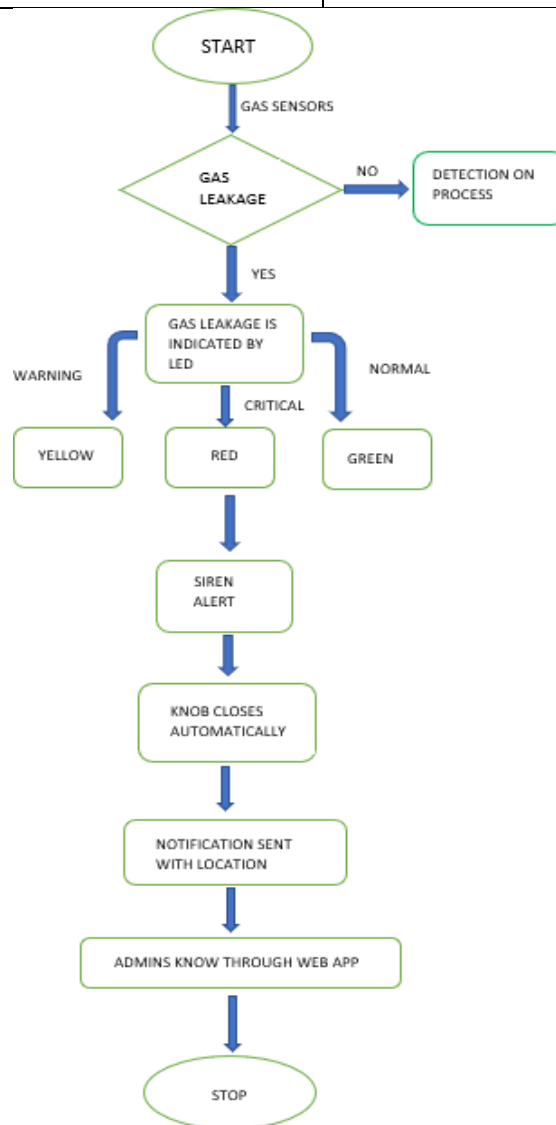 START
GAS SENSORS
GAS
LEAKAGE
NO
DETECTION ON
PROCESS
YES
GAS LEAKAGE IS
INDICATED BY
LED
WARNING
NORMAL
CRITICAL
YELLOW
RED
GREEN
SIREN
ALERT
KNOB CLOSES
AUTOMATICALLY
NOTIFICATION SENT
WITH LOCATION
ADMINS KNOW THROUGH WEB APP
STOP